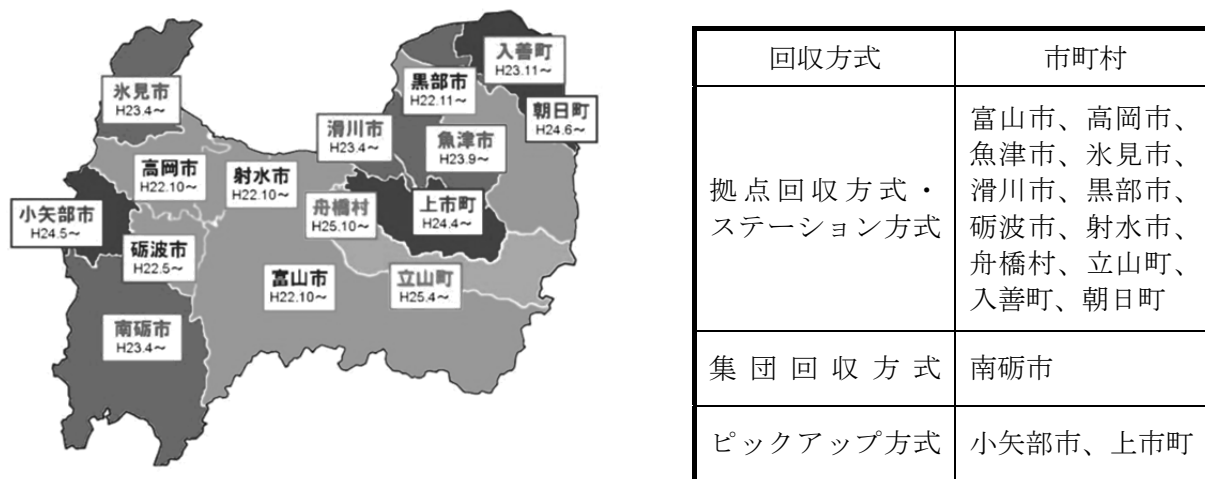 入善町
H23.11～
黒部市
H22.11～
氷見市
H23.4～
朝日町
H24.6～
滑川市
H23.4～
魚津市
H23.9～
高岡市
H22.10～
射水市
H22.10～
小矢部市
H24.5～
舟橋村
H25.10～
上市町
H24.4～
砺波市
H22.5～
富山市
H22.10～
立山町
H25.4～
南砺市
H23.4～
回収方式 市町村
拠点回収方式・
ステーション方式
富山市、高岡市、
魚津市、氷見市、
滑川市、黒部市、
砺波市、射水市、
舟橋村、立山町、
入善町、朝日町
集団回収方式 南砺市
ピックアップ方式 小矢部市、上市町